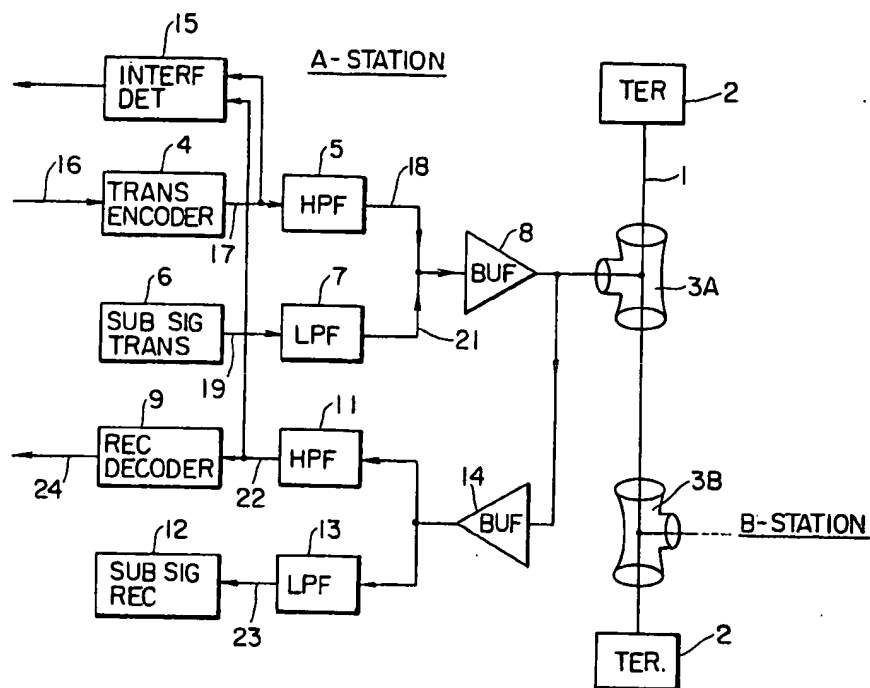 15
A-STATION
INTERF
DET
TER
2
16
4
5
18
1
TRANS
ENCODER
HPF
17
8
BUF
3A
6
7
SUB SIG
TRANS
LPF
19
21
9
11
REC
DECODER
HPF
24
22
14
BUF
3B
B-STATION
12
13
SUB SIG
REC
LPF
23
2
TER.